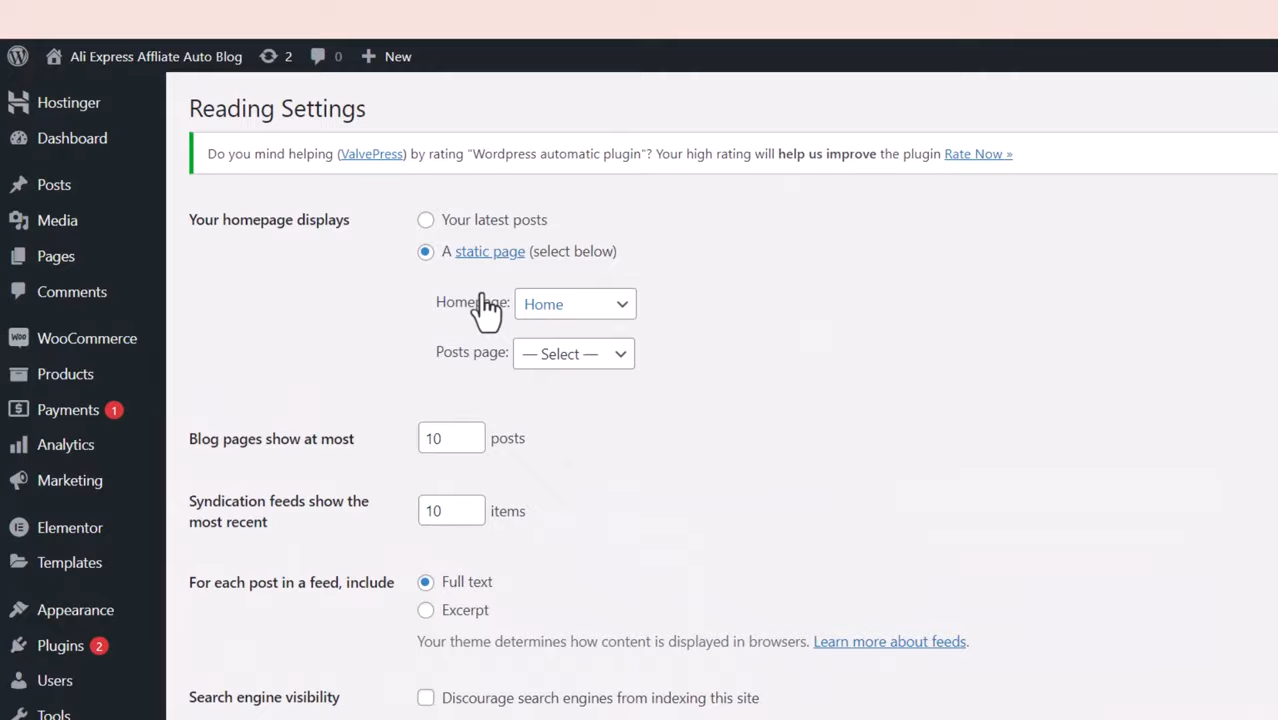 Ali Express Affliate Auto Blog 2 0 New
Hostinger
Dashboard
Posts
Media
Pages
Comments
WooCommerce
Products
Payments 1
Analytics
Marketing
Elementor
Templates
Appearance
Plugins 2
Users
Tools
Reading Settings
Do you mind helping (ValvePress) by rating "Wordpress automatic plugin"? Your high rating will help us improve the plugin Rate Now »
Your homepage displays
Your latest posts
A static page (select below)
Homepage: Home
Posts page: — Select —
Blog pages show at most 10 posts
Syndication feeds show the
most recent
10 items
For each post in a feed, include
Full text
Excerpt
Your theme determines how content is displayed in browsers. Learn more about feeds.
Search engine visibility
Discourage search engines from indexing this site